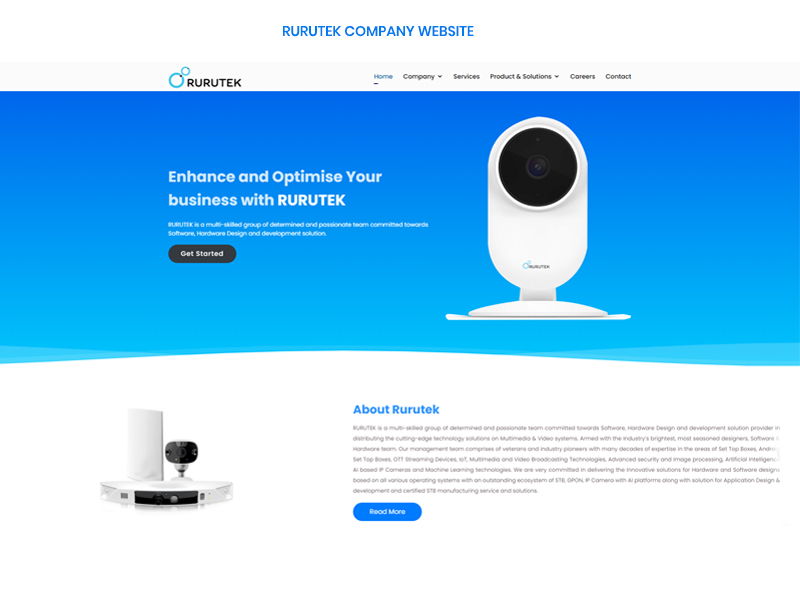 RURUTEK COMPANY WEBSITE
RURUTEK
Home Company Services Product & Solutions Careers Contact
Enhance and Optimise Your
business with RURUTEK
RURUTEK is a multi-skilled group of determined and passionate team committed towards
Software, Hardware Design and development solution.
Get Started
RURUTEK
About Rurutek
RURUTEK is a multi-skilled group of determined and passionate team committed towards Software, Hardware Design and development solution provider in
distributing the cutting-edge technology solutions on Multimedia & Video systems. Armed with the industry's brightest, most seasoned designers, Software
Hardware team. Our management team comprises of veterans and industry pioneers with many decades of expertise in the areas of Set Top Boxes,
Set Top Boxes, OTT Streaming Devices, IoT, Multimedia and Video Broadcasting Technologies, Advanced security and image processing, Artificial
Ai based IP Cameras and Machine Learning technologies. We are very committed in delivering the innovative solutions for Hardware and Software designs
based on all various operating systems with an outstanding ecosystem of STB, GPON, IP Camera with AI platforms along with solution for Application Design &
development and certified STB manufacturing service and solutions.
Read More